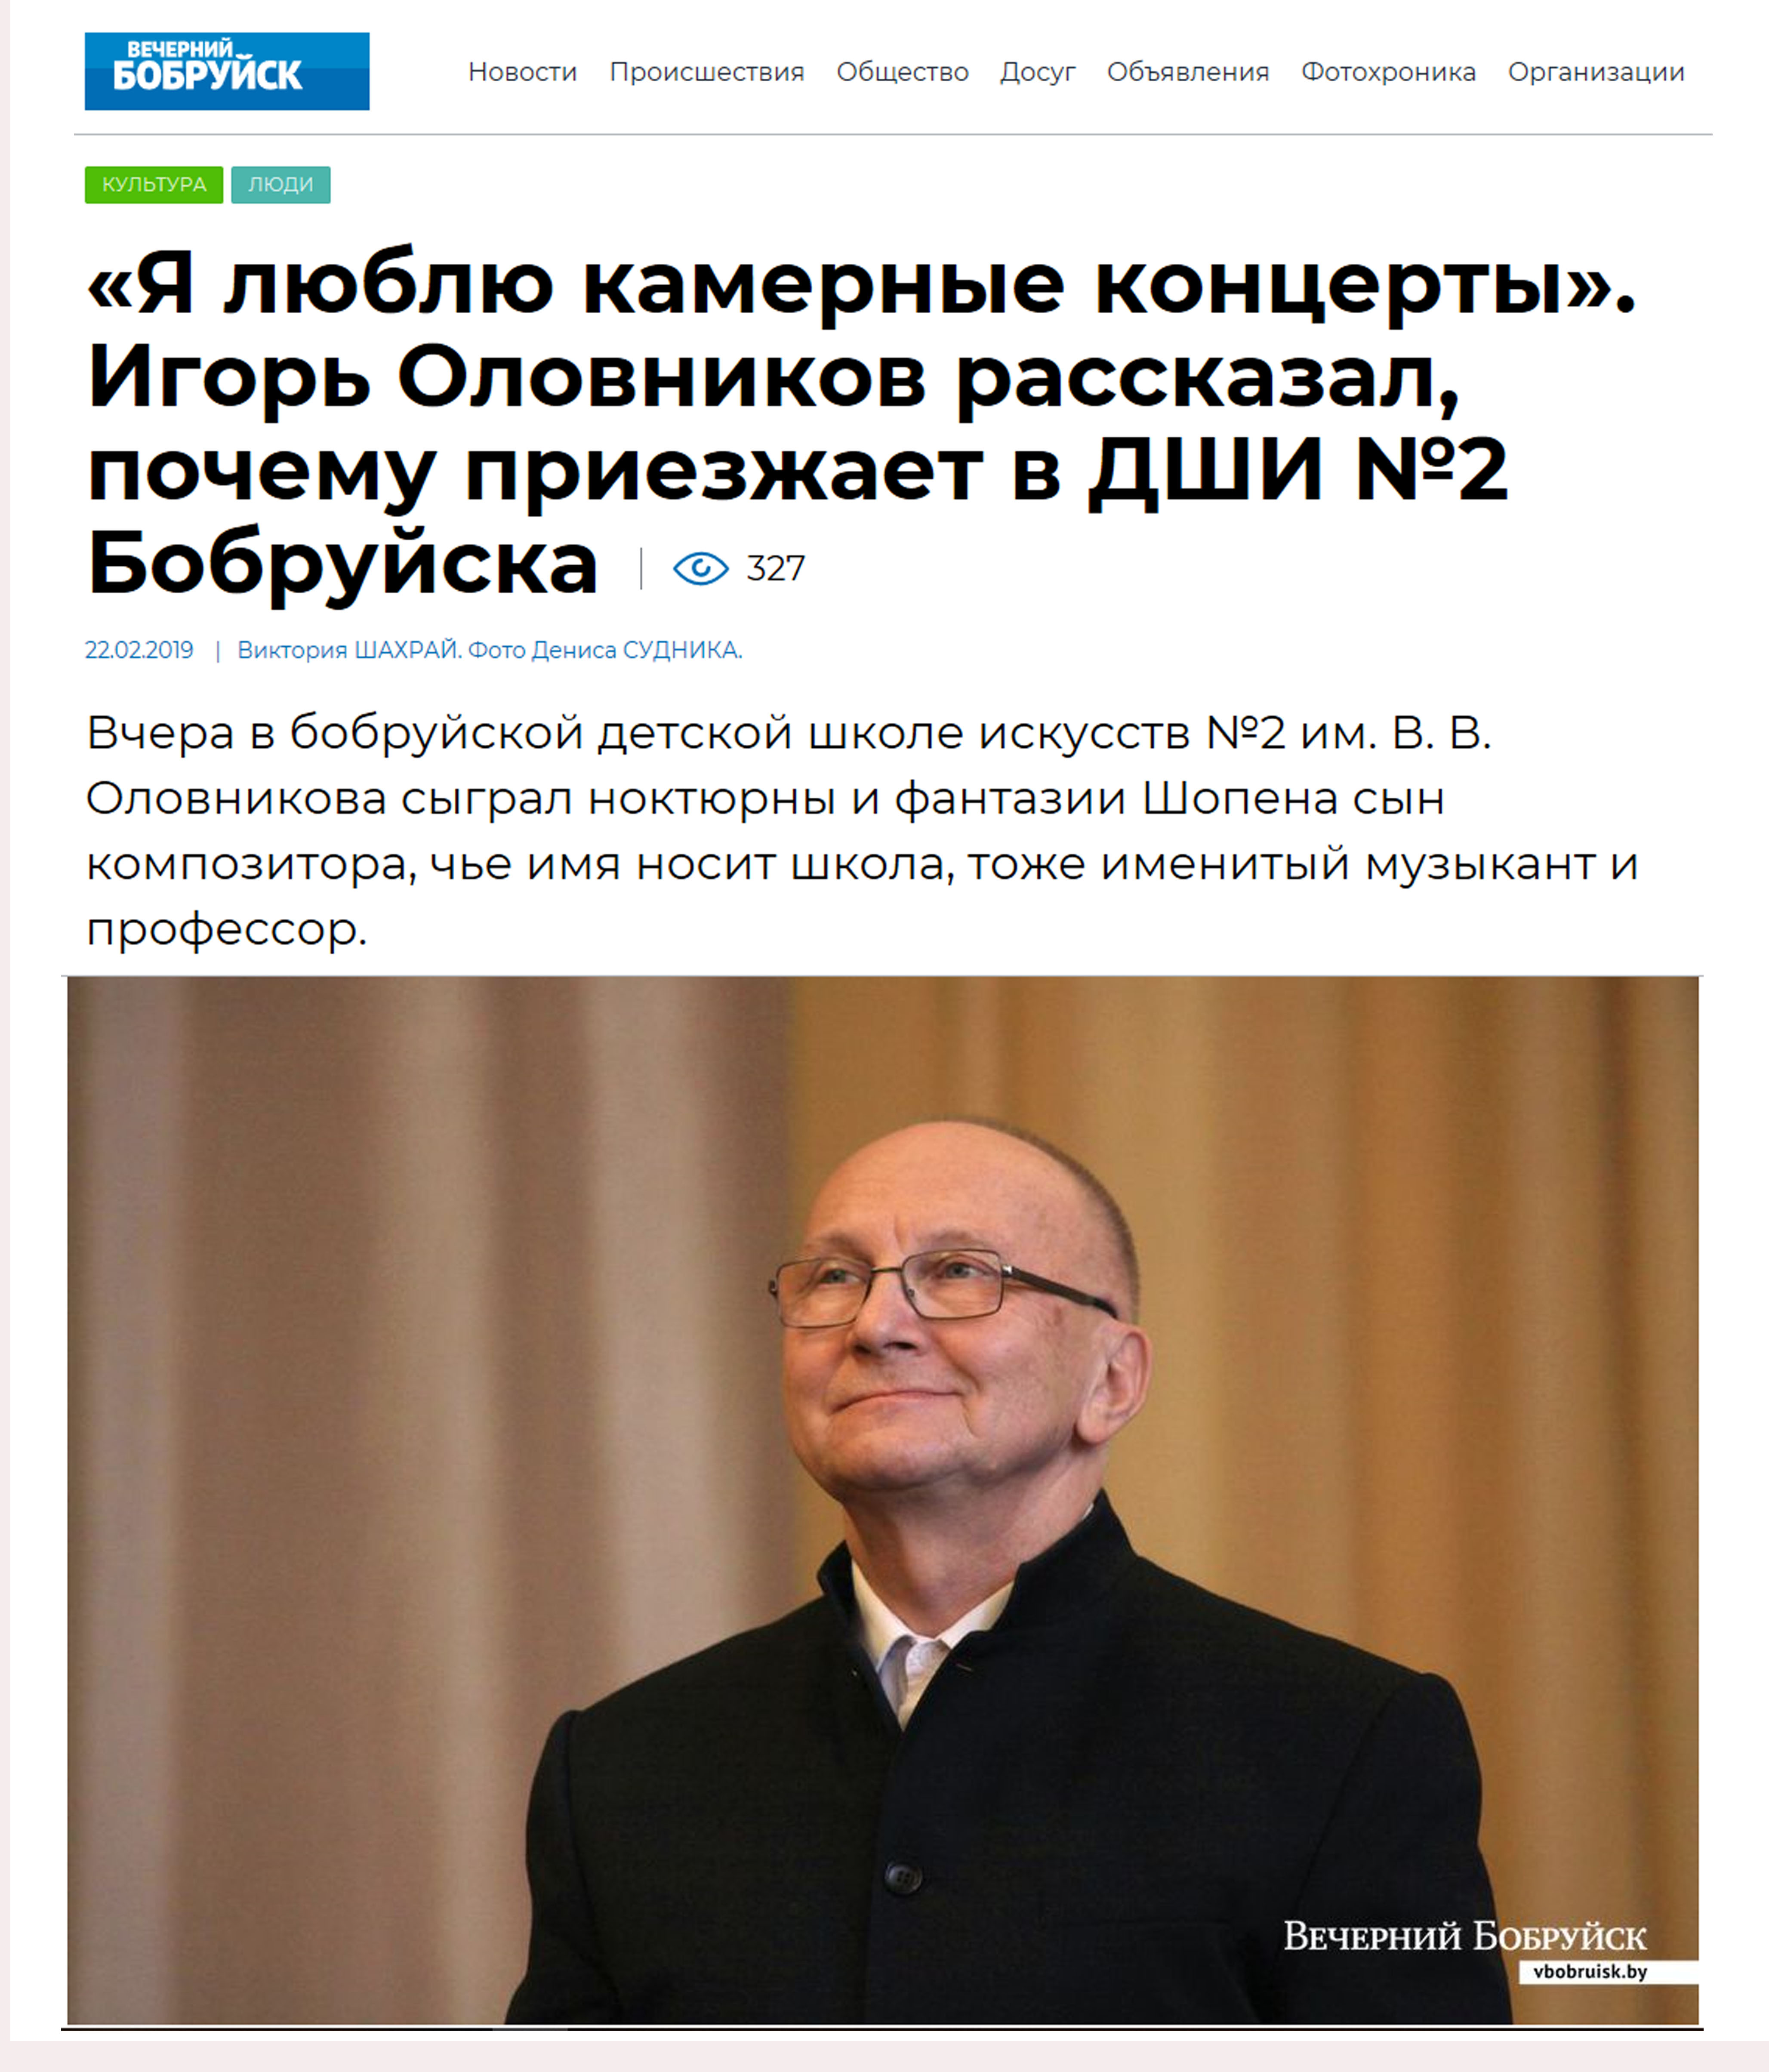 ВЕЧЕРНИЙ
БОБРУЙСК
Новости Происшествия Общество Досуг Объявления Фотохроника Организации
КУЛЬТУРА ЛЮДИ
«Я люблю камерные концерты».
Игорь Оловников рассказал,
почему приезжает в ДШИ №2
Бобруйска | 327
22.02.2019 | Виктория ШАХРАЙ. Фото Дениса СУДНИКА.
Вчера в бобруйской детской школе искусств №2 им. В. В.
Оловникова сыграл ноктюрны и фантазии Шопена сын
композитора, чье имя носит школа, тоже именитый музыкант и
профессор.
ВЕЧЕРНИЙ БОБРУЙСК
vbobruisk.by